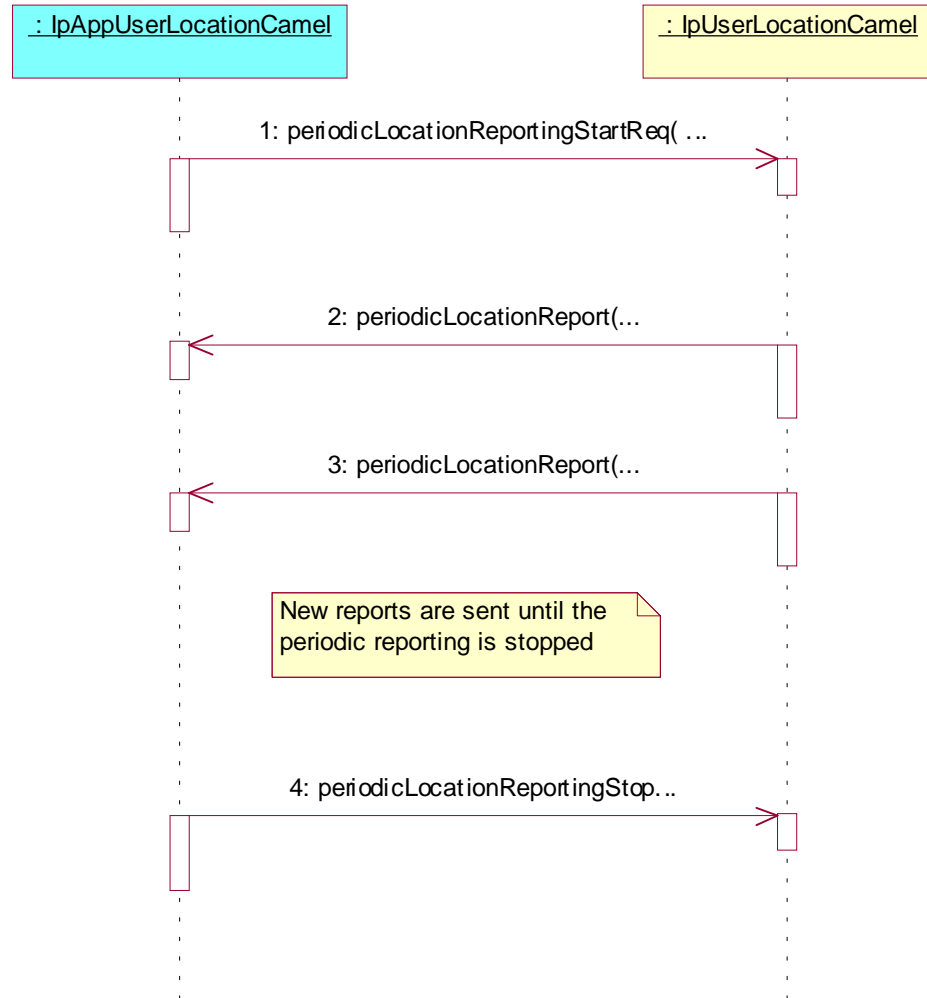 : IpAppUserLocationCamel
: IpUserLocationCamel
1: periodicLocationReportingStartReq( ...
2: periodicLocationReport(...
3: periodicLocationReport(...
New reports are sent until the
periodic reporting is stopped
4: periodicLocationReportingStop...